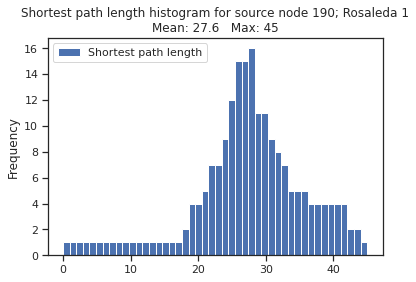 Shortest path length histogram for source node 190; Rosaleda 1
Mean: 27.6 Max: 45
Shortest path length
Frequency
16
14
12
10
8
6
4
2
0
0 10 20 30 40